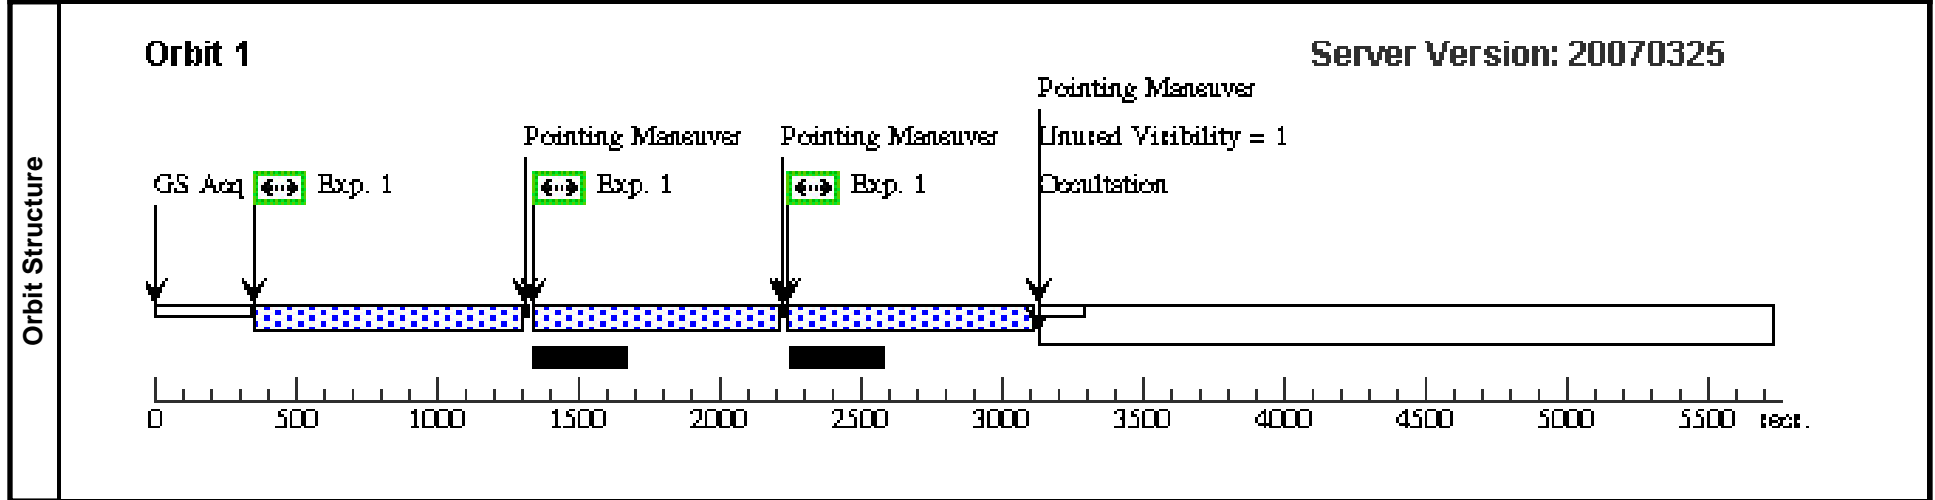 Orbit Structure
Orbit 1
Server Version: 20070325
Pointing Maneuver
Pointing Maneuver Pointing Maneuver Unused Visibility = 1
GS Acq Exp. 1 Exp. 1 Exp. 1 Occultation
0 500 1000 1500 2000 2500 3000 3500 4000 4500 5000 5500 secs.